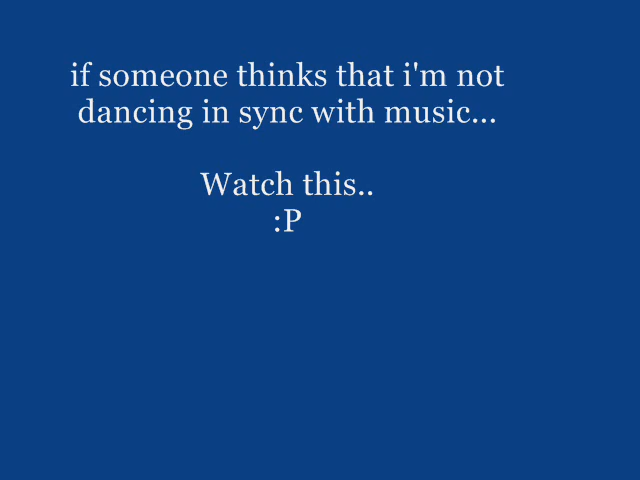 if someone thinks that i'm not
dancing in sync with music...
Watch this..
:P